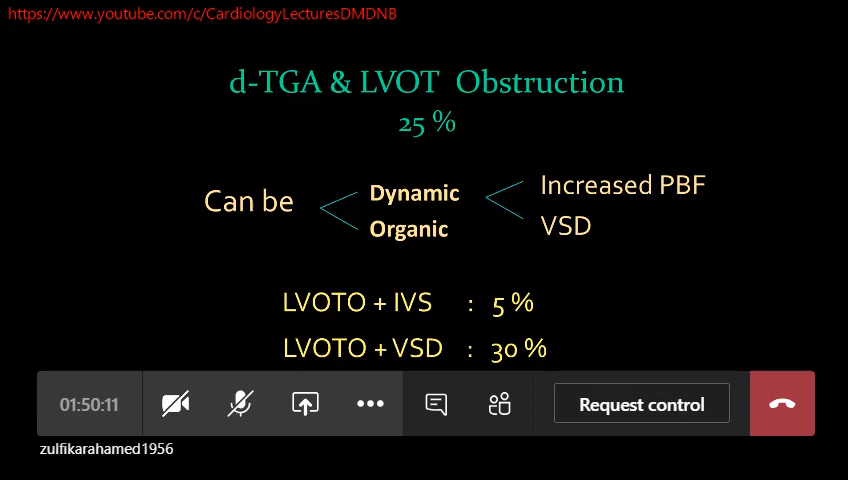 https://www.youtube.com/c/CardiologyLecturesDMDNB
d-TGA & LVOT Obstruction
25 %
Can be
Dynamic
Organic
Increased PBF
VSD
LVOTO + IVS : 5 %
LVOTO + VSD : 30 %
01:50:11
Request control
zulfikarahamed1956